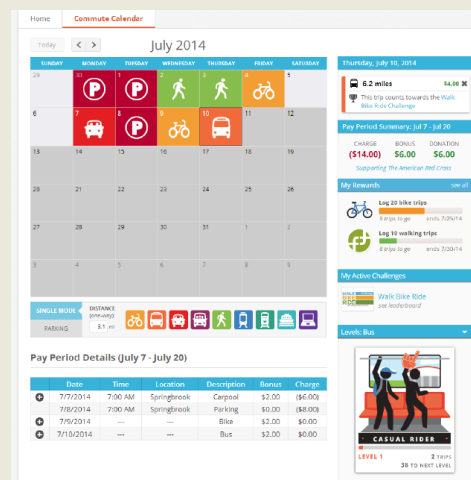 Home Commute Calendar
Today < > July 2014
SUNDAY MONDAY TUESDAY WEDNESDAY THURSDAY FRIDAY SATURDAY
29 30 1 2 3 4 5
P P
6 7 8 9 10 11 12
P
13 14 15 16 17 18 19
20 21 22 23 24 25 26
27 28 29 30 31 1 2
3 4 5 6 7 8 9
SINGLE MODE
PARKING
DISTANCE
(one-way)
3.1 mi
Pay Period Details (July 7 - July 20)
Date Time Location Description Bonus Charge
7/7/2014 7:00 AM Springbrook Carpool $2.00 ($6.00)
7/8/2014 7:00 AM Springbrook Parking $0.00 ($8.00)
7/9/2014 --- --- Bike $2.00 $0.00
7/10/2014 --- --- Bus $2.00 $0.00
Thursday, July 10, 2014
6.2 miles $4.00
This trip counts towards the Walk
Bike Ride Challenge
Pay Period Summary: Jul 7 - Jul 20
CHARGE BONUS DONATION
($14.00) $6.00 $6.00
Supporting The American Red Cross
My Rewards see all
Log 20 bike trips
8 trips to go ends 7/25/14
Log 10 walking trips
6 trips to go ends 7/30/14
My Active Challenges
WALK
BIKE
RIDE
Walk Bike Ride
see leaderboard
Levels: Bus
CASUAL RIDER
LEVEL 1 2 TRIPS
38 TO NEXT LEVEL